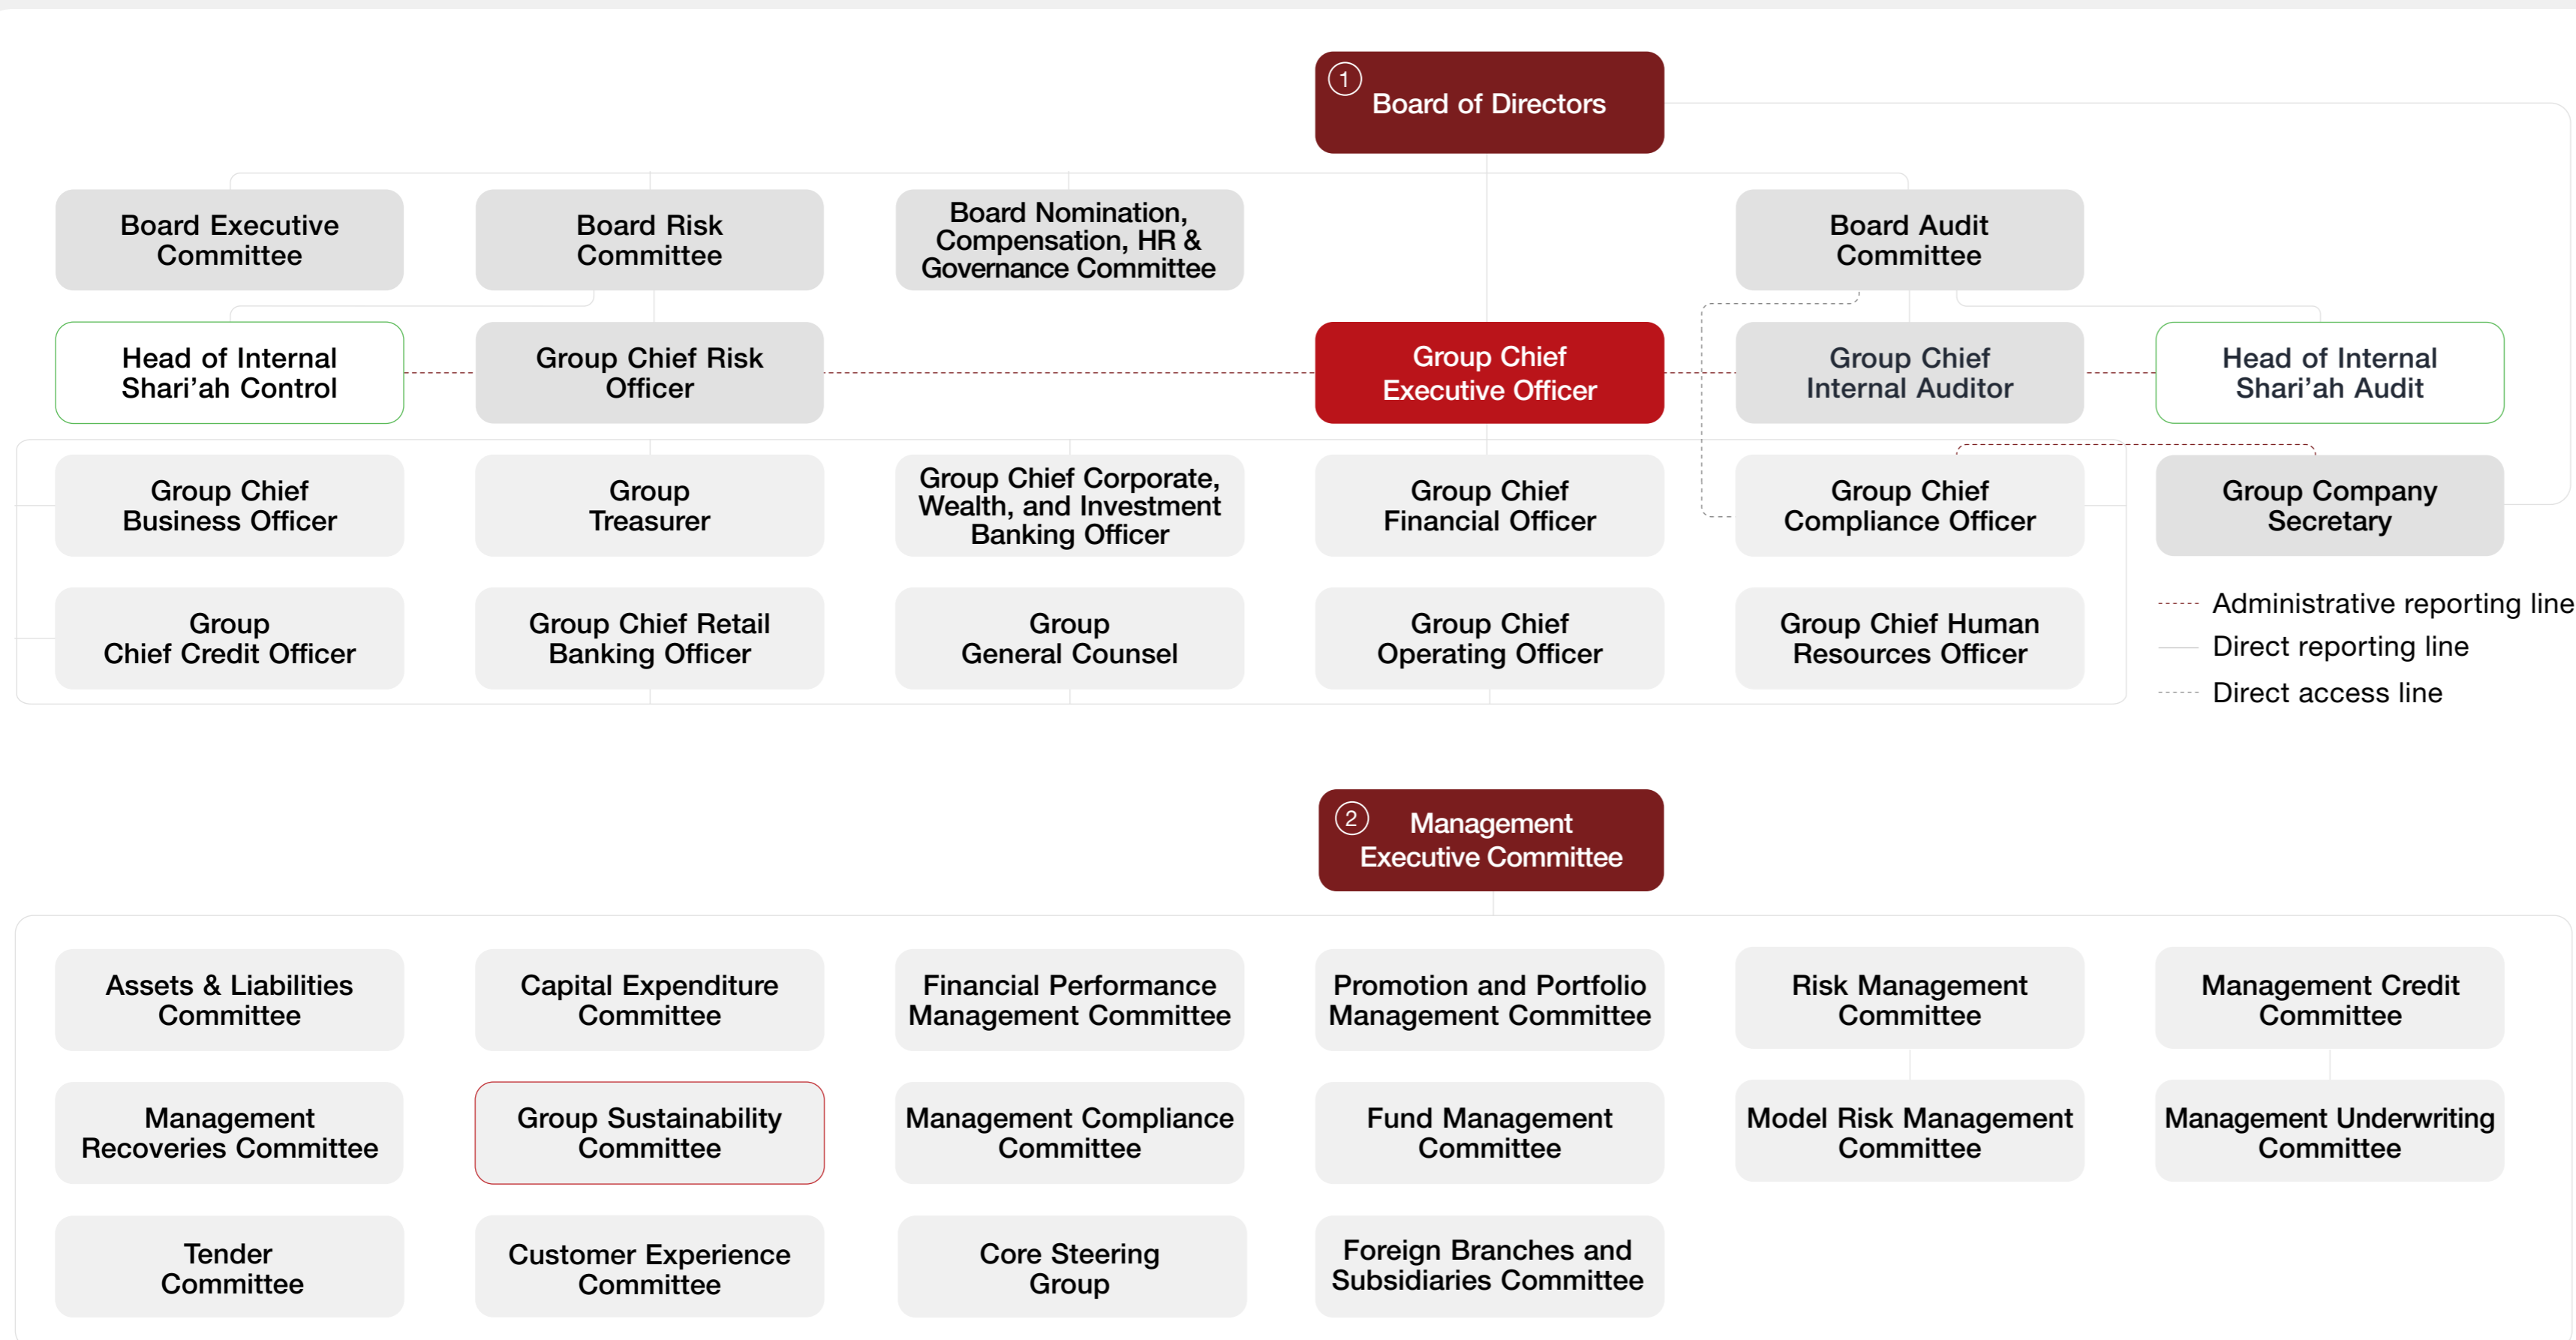 1
Board of Directors
Board Executive
Committee
Board Risk
Committee
Board Nomination,
Compensation, HR &
Governance Committee
Board Audit
Committee
Head of Internal
Shari’ah Control
Group Chief Risk
Officer
Group Chief
Executive Officer
Group Chief
Internal Auditor
Head of Internal
Shari’ah Audit
Group Chief
Business Officer
Group
Treasurer
Group Chief Corporate,
Wealth, and Investment
Banking Officer
Group Chief
Financial Officer
Group Chief
Compliance Officer
Group Company
Secretary
Group
Chief Credit Officer
Group Chief Retail
Banking Officer
Group
General Counsel
Group Chief
Operating Officer
Group Chief Human
Resources Officer
Administrative reporting line
Direct reporting line
Direct access line
2
Management
Executive Committee
Assets & Liabilities
Committee
Capital Expenditure
Committee
Financial Performance
Management Committee
Promotion and Portfolio
Management Committee
Risk Management
Committee
Management Credit
Committee
Management
Recoveries Committee
Group Sustainability
Committee
Management Compliance
Committee
Fund Management
Committee
Model Risk Management
Committee
Management Underwriting
Committee
Tender
Committee
Customer Experience
Committee
Core Steering
Group
Foreign Branches and
Subsidiaries Committee